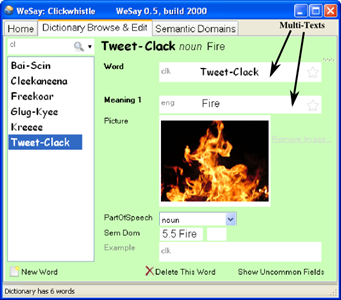 WeSay: Clickwhistle WeSay 0.5, build 2000
Home Dictionary Browse & Edit Semantic Domains
Multi-Texts
cl
Tweet-Clack noun Fire
Bai-Scin
Cleekaneena
Freekoar
Glug-Kyee
Kreeee
Tweet-Clack
Word clk Tweet-Clack
Meaning 1 eng Fire
Picture
Remove Image...
PartOfSpeech noun
Sem Dom 5.5 Fire
Example clk
New Word Delete This Word Show Uncommon Fields
Dictionary has 6 words